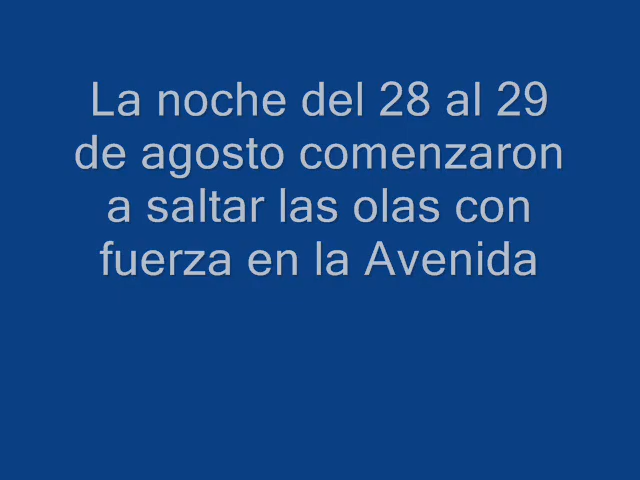 La noche del 28 al 29
de agosto comenzaron
a saltar las olas con
fuerza en la Avenida